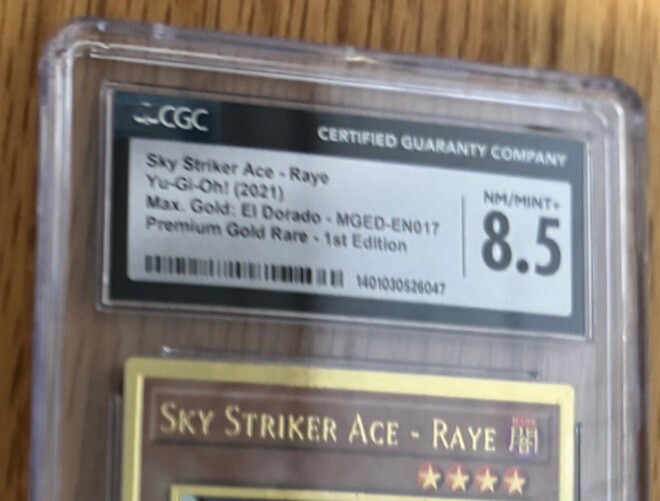 CGC
CERTIFIED GUARANTY COMPANY
Sky Striker Ace - Raye
Yu-Gi-Oh! (2021)
Max. Gold: El Dorado - MGED-EN017
Premium Gold Rare - 1st Edition
NM/MINT+
8.5
1401030526047
SKY STRIKER ACE - RAYE 闇